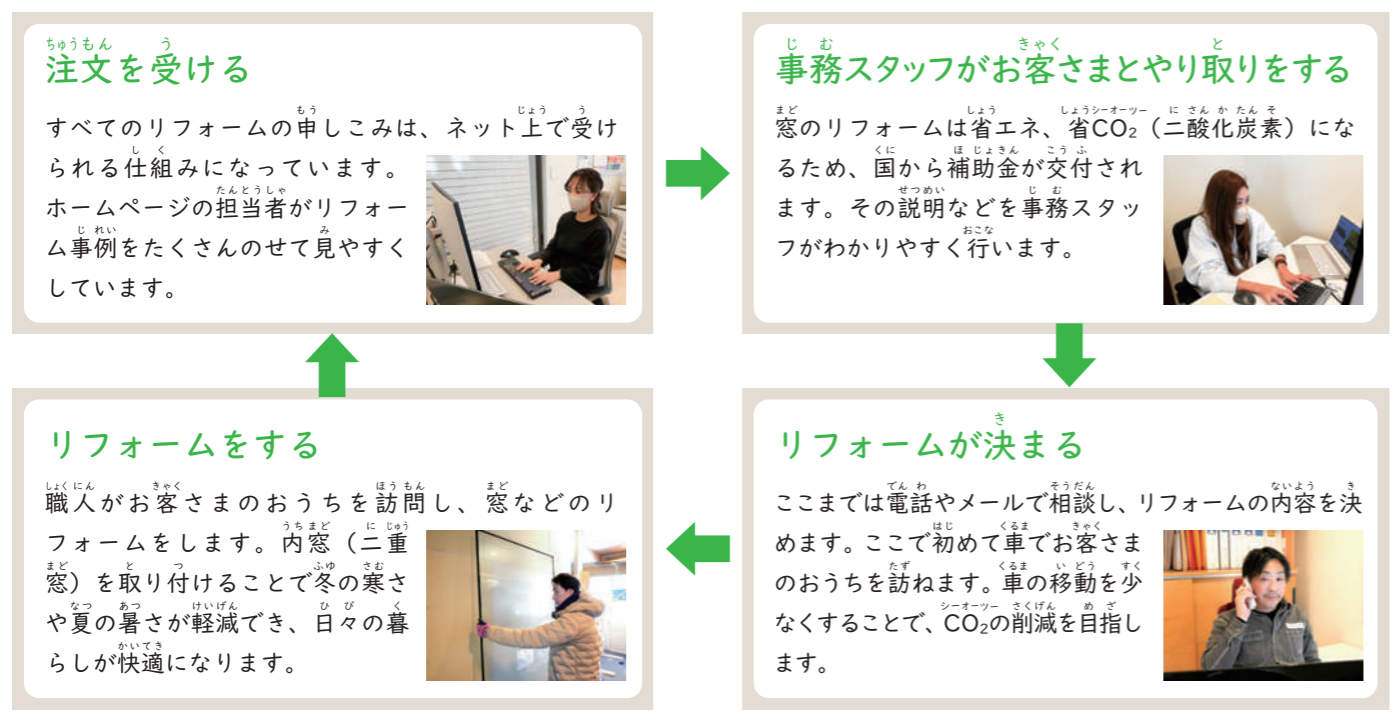 注文を受ける
すべてのリフォームの申しこみは、ネット上で受け
られる仕組みになっています。
ホームページの担当者がリフォー
ム事例をたくさんのせて見やすく
しています。
事務スタッフがお客さまとやり取りをする
窓のリフォームは省エネ、省CO₂（二酸化炭素）にな
るため、国から補助金が交付され
ます。その説明などを事務スタッ
フがわかりやすく行います。
リフォームが決まる
ここまでは電話やメールで相談し、リフォームの内容を決
めます。ここで初めて車でお客さま
のおうちを訪ねます。車の移動を少
なくすることで、CO₂の削減を目指し
ます。
リフォームをする
職人がお客さまのおうちを訪問し、窓などのリ
フォームをします。内窓（二重
窓）を取り付けることで冬の寒さ
や夏の暑さが軽減でき、日々の暮
らしが快適になります。